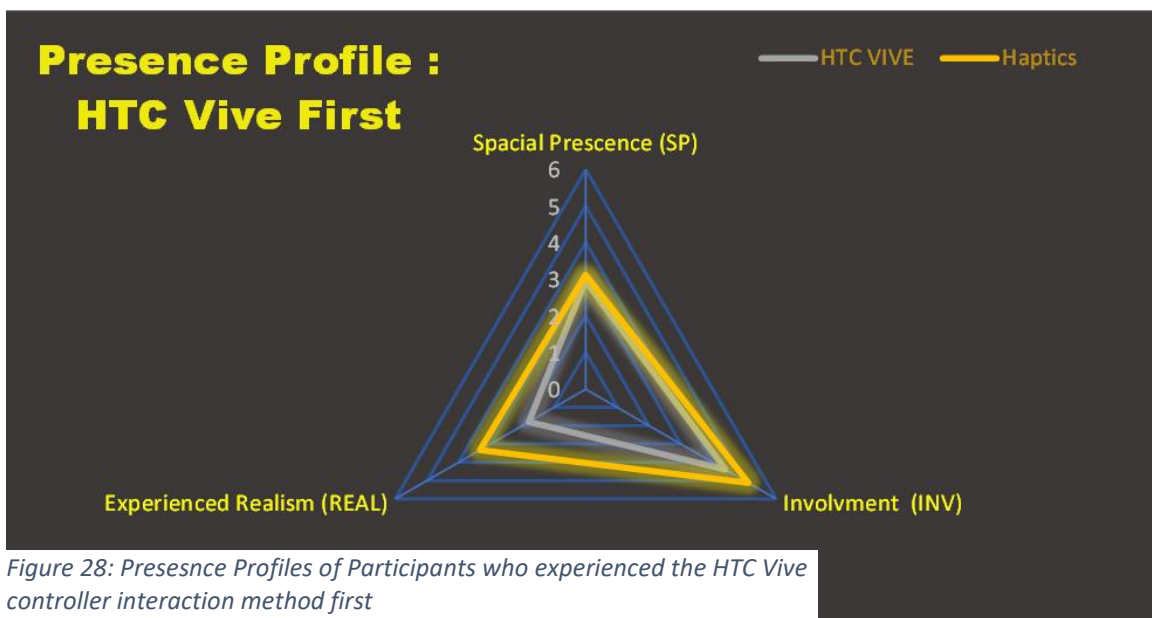 Presence Profile :
HTC Vive First
HTC VIVE
Haptics
Spacial Prescence (SP)
6
5
4
3
2
1
0
Experienced Realism (REAL)
Involvment (INV)
Figure 28: Presesnce Profiles of Participants who experienced the HTC Vive
controller interaction method first